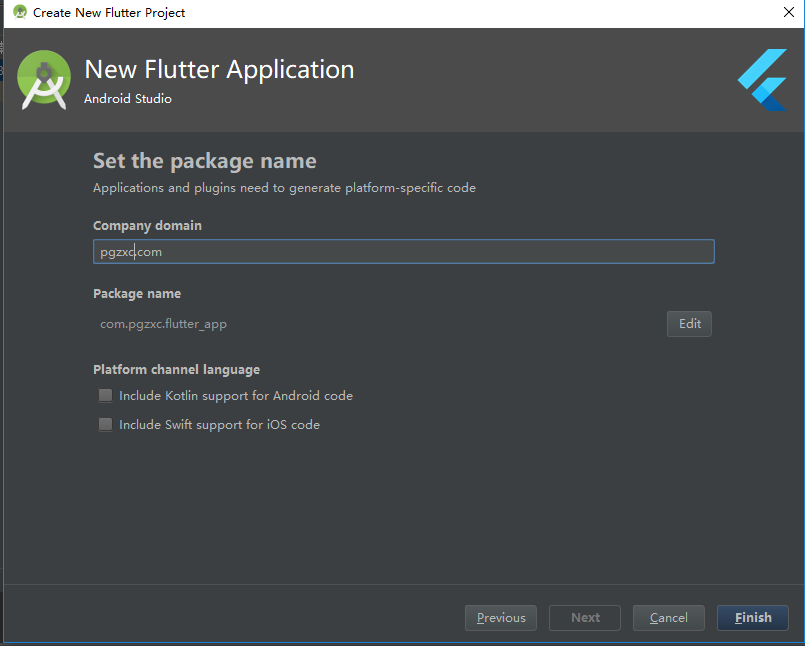 Create New Flutter Project
New Flutter Application
Android Studio
Set the package name
Applications and plugins need to generate platform-specific code
Company domain
pgzxc.com
Package name
com.pgzxc.flutter_app
Edit
Platform channel language
Include Kotlin support for Android code
Include Swift support for iOS code
Previous
Next
Cancel
Finish